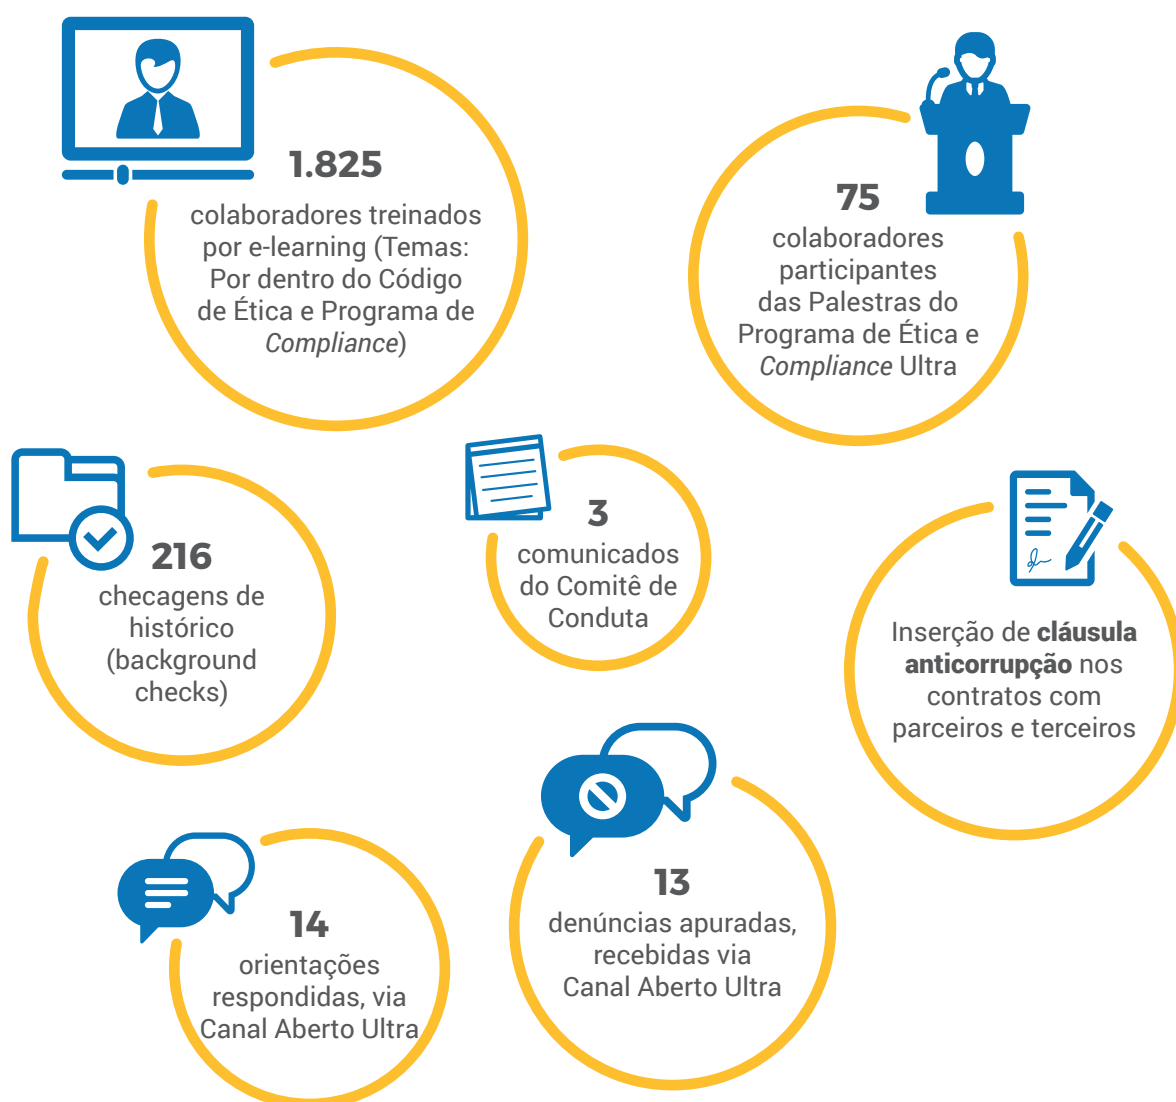 1.825
colaboradores treinados
por e-learning (Temas:
Por dentro do Código
de Ética e Programa de
Compliance)
75
colaboradores
participantes
das Palestras do
Programa de Ética e
Compliance Ultra
216
checagens de
histórico
(background
checks)
3
comunicados
do Comitê de
Conduta
Inserção de cláusula
anticorrupção nos
contratos com
parceiros e terceiros
14
orientações
respondidas, via
Canal Aberto Ultra
13
denúncias apuradas,
recebidas via
Canal Aberto Ultra